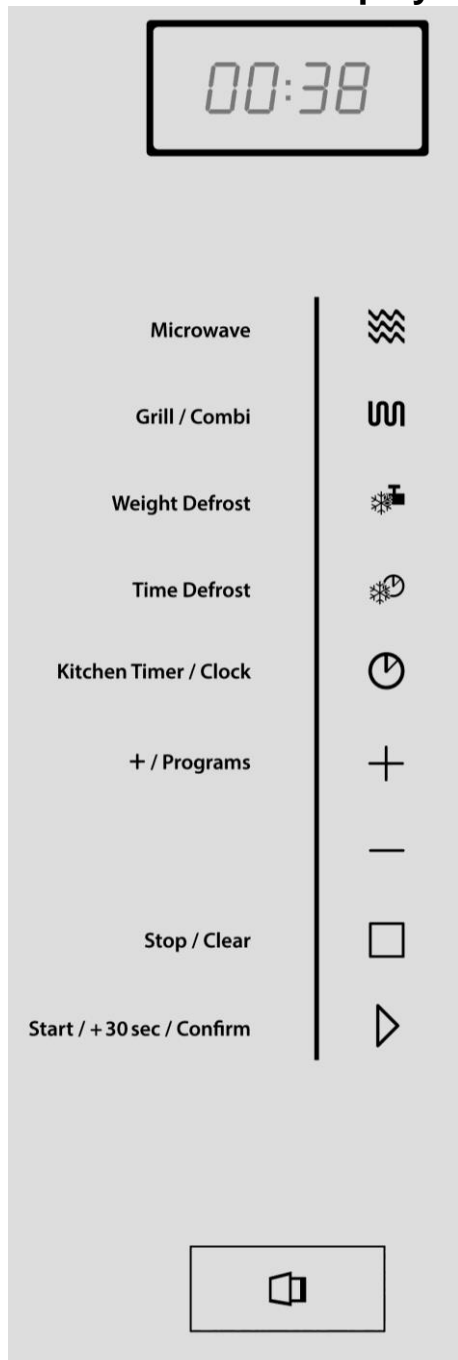 00:38
Microwave
Grill / Combi
Weight Defrost
Time Defrost
Kitchen Timer / Clock
+ / Programs
Stop / Clear
Start / +30 sec / Confirm